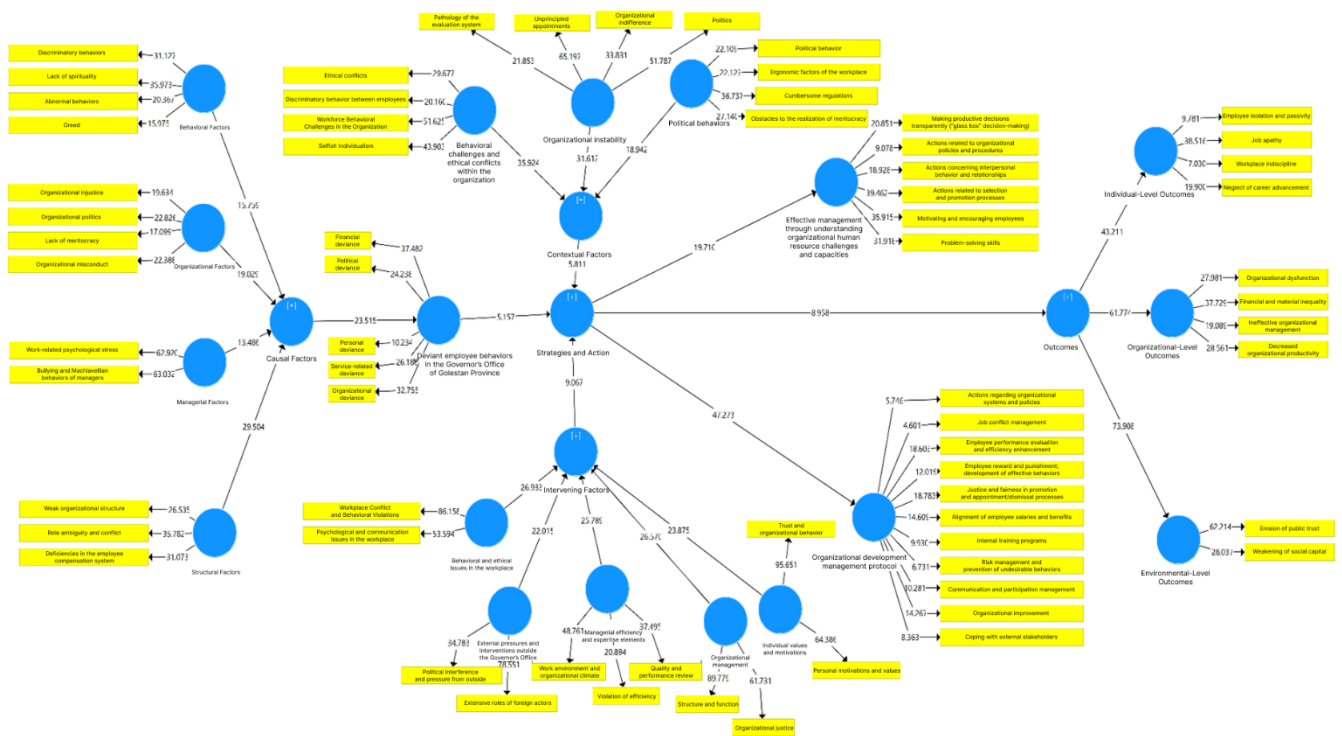 Pathology of the
evaluation system
Unprincipled
appointments
Organizational
indifference
Politics
21.853
65.197
33.831
51.787
Organizational instability
31.617
Discriminatory behaviors
Lack of spirituality
Abnormal behaviors
Greed
31.127
35.973
20.367
15.975
Behavioral Factors
15.759
Ethical conflicts
Discriminatory behavior between employees
Workforce Behavioral
Challenges in the Organization
Selfish individualism
29.677
20.160
51.625
43.903
Behavioral
challenges and
ethical conflicts
within the
organization
35.924
Political behavior
Ergonomic factors of the workplace
Cumbersome regulations
Obstacles to the realization of meritocracy
22.109
22.123
36.737
27.140
Political behaviors
18.942
[+]
Contextual Factors
5.811
Making productive decisions
transparently ("glass box" decision-making)
Actions related to organizational
policies and procedures
Actions concerning interpersonal
behavior and relationships
Actions related to selection
and promotion processes
Motivating and encouraging employees
Problem-solving skills
20.851
9.078
18.928
39.462
35.915
31.918
Effective management
through understanding
organizational human
resource challenges
and capacities
19.710
Employee isolation and passivity
Job apathy
Workplace indiscipline
Neglect of career advancement
9.781
38.518
7.030
19.900
Individual-Level Outcomes
43.211
Organizational injustice
Organizational politics
Lack of meritocracy
Organizational misconduct
19.634
22.826
17.099
22.388
Organizational Factors
19.029
[+]
Causal Factors
23.515
Financial
deviance
Political
deviance
Personal
deviance
Service-related
deviance
Organizational
deviance
37.482
24.238
10.234
26.186
32.755
Deviant employee behaviors
in the Governor's Office
of Golestan Province
5.157
[+]
Strategies and Action
8.958
[+]
Outcomes
61.774
Organizational dysfunction
Financial and material inequality
Ineffective organizational
management
Decreased
organizational productivity
27.981
37.729
19.089
28.561
Organizational-Level
Outcomes
Work-related psychological stress
Bullying and Machiavellian
behaviors of managers
62.920
63.032
Managerial Factors
13.486
29.504
9.067
47.273
73.908
Weak organizational structure
Role ambiguity and conflict
Deficiencies in the employee
compensation system
26.535
35.782
31.073
Structural Factors
[+]
Intervening Factors
26.933
22.015
25.789
26.570
23.875
Workplace Conflict
and Behavioral Violations
Psychological and communication
issues in the workplace
86.158
53.594
Behavioral and ethical
issues in the workplace
External pressures and
interventions outside
the Governor's Office
34.783
78.551
Political interference
and pressure from outside
Extensive roles of foreign actors
Managerial efficiency
and expertise elements
48.761
20.894
37.495
Work environment and
organizational climate
Violation of efficiency
Quality and
performance review
Organizational
management
89.779
61.731
Structure and function
Organizational justice
Individual values
and motivations
95.651
64.386
Trust and
organizational behavior
Personal motivations and values
Actions regarding organizational
systems and policies
Job conflict management
Employee performance evaluation
and efficiency enhancement
Employee reward and punishment;
development of effective behaviors
Justice and fairness in promotion
and appointment/dismissal processes
Alignment of employee salaries and benefits
Internal training programs
Risk management and
prevention of undesirable behaviors
Communication and participation management
Organizational improvement
Coping with external stakeholders
5.746
4.601
18.603
12.019
18.783
14.609
9.930
6.731
10.281
14.267
8.363
Organizational development
management protocol
Erosion of public trust
Weakening of social capital
62.214
28.037
Environmental-Level
Outcomes